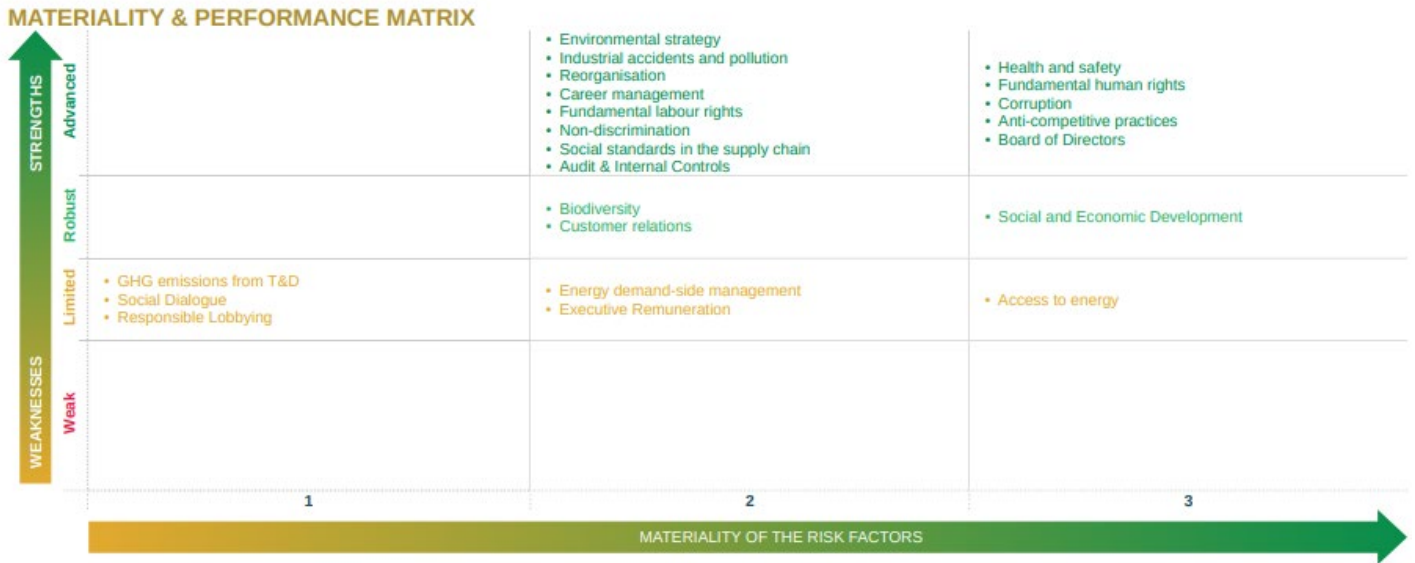 MATERIALITY & PERFORMANCE MATRIX
STRENGTHS
WEAKNESSES
Advanced
• Environmental strategy
• Industrial accidents and pollution
• Reorganisation
• Career management
• Fundamental labour rights
• Non-discrimination
• Social standards in the supply chain
• Audit & Internal Controls
• Health and safety
• Fundamental human rights
• Corruption
• Anti-competitive practices
• Board of Directors
Robust
• Biodiversity
• Customer relations
• Social and Economic Development
Limited
• GHG emissions from T&D
• Social Dialogue
• Responsible Lobbying
• Energy demand-side management
• Executive Remuneration
• Access to energy
Weak
1
2
3
MATERIALITY OF THE RISK FACTORS